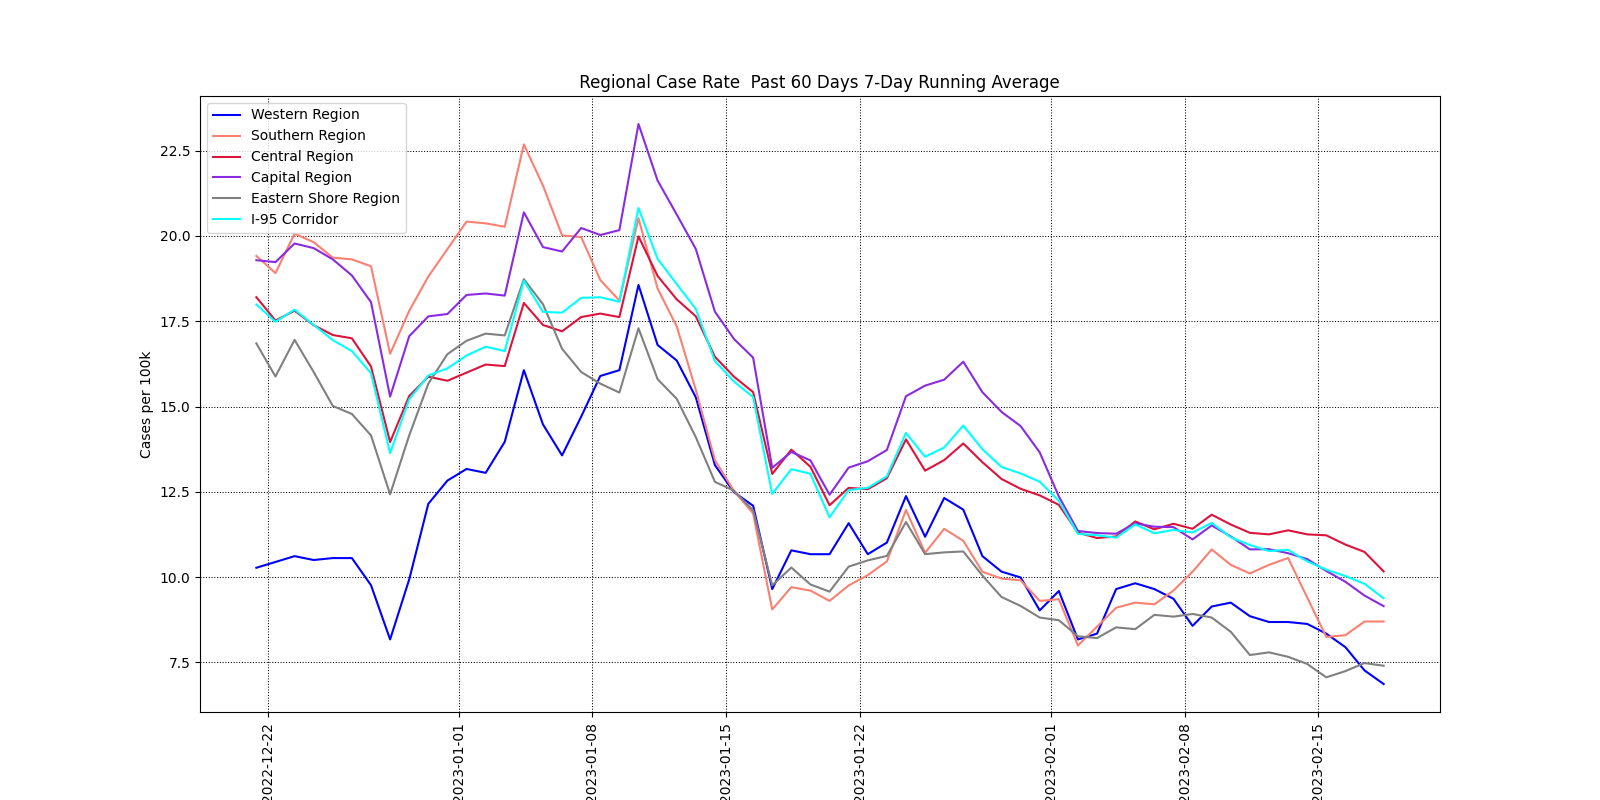 Regional Case Rate  Past 60 Days 7-Day Running Average
Western Region
Southern Region
Central Region
Capital Region
Eastern Shore Region
I-95 Corridor
Cases per 100k
22.5
20.0
17.5
15.0
12.5
10.0
7.5
2022-12-22
2023-01-01
2023-01-08
2023-01-15
2023-01-22
2023-02-01
2023-02-08
2023-02-15